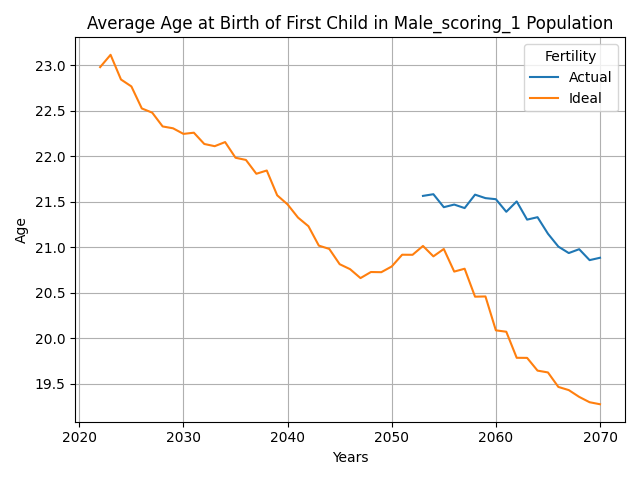 Average Age at Birth of First Child in Male_scoring_1 Population
Fertility
Actual
Ideal
23.0
22.5
22.0
21.5
21.0
20.5
20.0
19.5
Age
2020 2030 2040 2050 2060 2070
Years